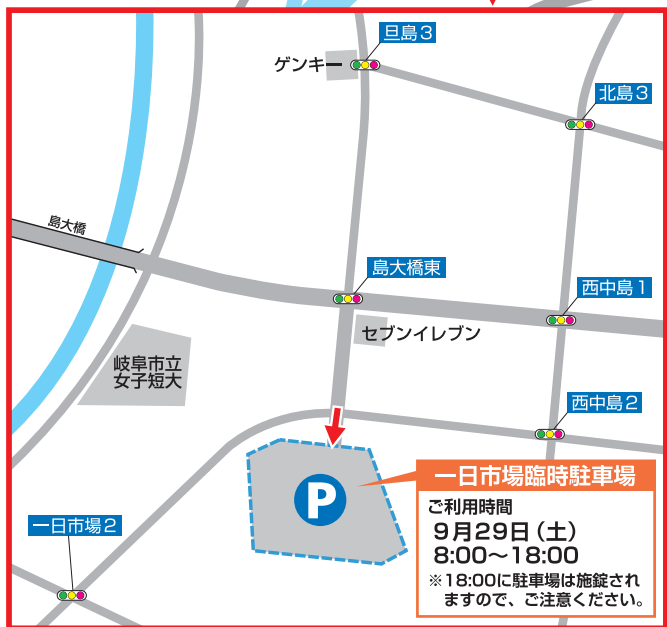 旦島3
ゲンキ
北島3
島大橋
島大橋東
西中島1
セブンイレブン
岐阜市立
女子短大
西中島2
P
一日市場臨時駐車場
ご利用時間
9月29日(土)
8:00〜18:00
※18:00に駐車場は施錠され
ますので、ご注意ください。
一日市場2